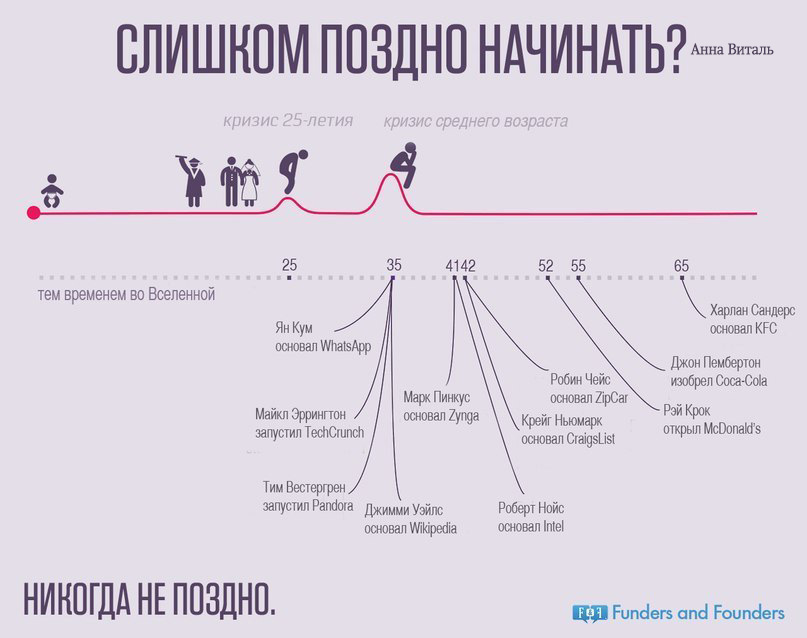 СЛИШКОМ ПОЗДНО НАЧИНАТЬ?
Анна Виталь
кризис 25-летия
кризис среднего возраста
25
35
41
42
52
55
65
тем временем во Вселенной
Ян Кум
основал WhatsApp
Майкл Эррингтон
запустил TechCrunch
Тим Вестергрен
запустил Pandora
Джимми Уэйлс
основал Wikipedia
Марк Пинкус
основал Zynga
Роберт Нойс
основал Intel
Крейг Ньюмарк
основал CraigsList
Робин Чейс
основал ZipCar
Рэй Крок
открыл McDonald's
Джон Пембертон
изобрел Coca-Cola
Харлан Сандерс
основал KFC
НИКОГДА НЕ ПОЗДНО.
F&F Funders and Founders